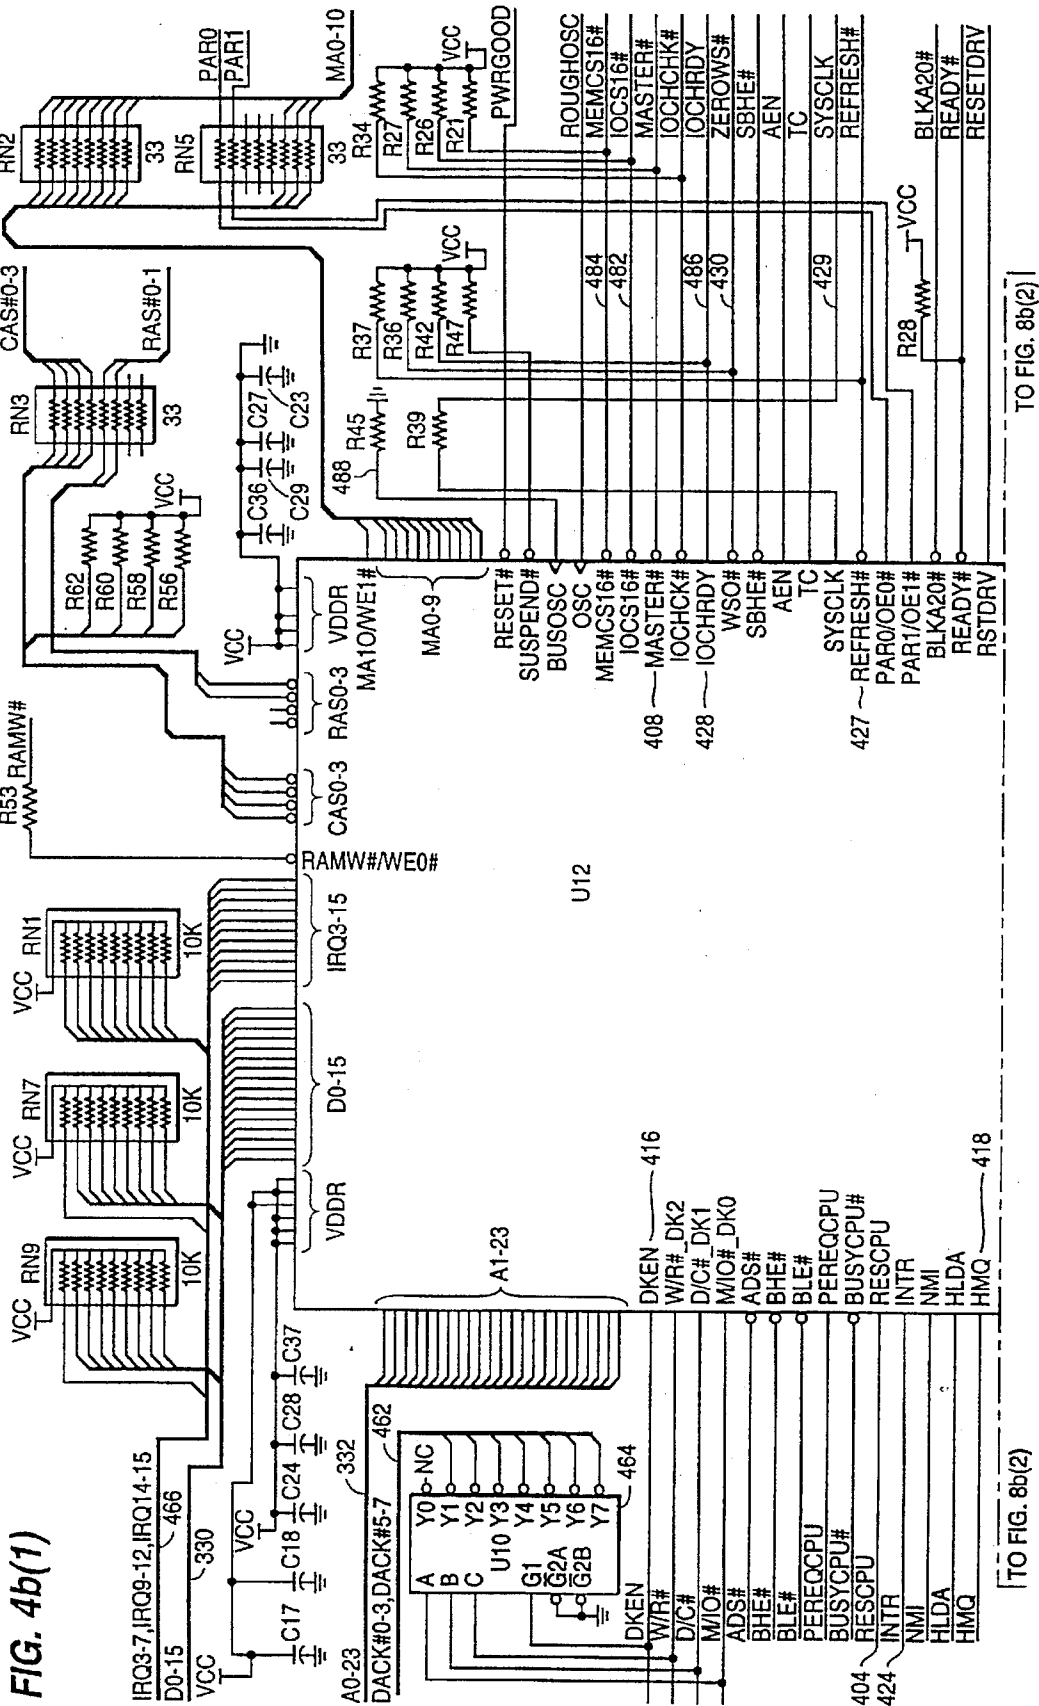 FIG. 4b(1)
IRQ3-7,IRQ9-12,IRQ14-15
466
D0-15
330
VCC
C17
C18
VCC
C24
C28
C37
VCC
RN9
10K
VCC
RN7
10K
VCC
RN1
10K
R53
RAMW#
R62
R60
R58
R56
VCC
RN3
33
CAS#0-3
RAS#0-1
RN2
33
RN5
33
PAR0
PAR1
MA0-10
VCC
C36
C29
C27
C23
488
R45
R39
R37
R36
R42
R47
VCC
R34
R27
R26
R21
VCC
PWRGOOD
A0-23
332
DACK#0-3,DACK#5-7
462
A
B
C
G1
G2A
G2B
U10
Y0
Y1
Y2
Y3
Y4
Y5
Y6
Y7
NC
464
VDDR
D0-15
IRQ3-15
RAMW#/WE0#
CAS0-3
RAS0-3
VDDR
MA10/WE1#
MA0-9
A1-23
U12
RESET#
SUSPEND#
BUSOSC
OSC
MEMCS16#
IOCS16#
408
MASTER#
IOCHCK#
428
IOCHRDY
WSO#
SBHE#
AEN
TC
SYSCLK
427
REFRESH#
PAR0/OE0#
PAR1/OE1#
BLKA20#
READY#
RSTDRV
484
482
486
430
429
R28
VCC
ROUGHOSC
MEMCS16#
IOCS16#
MASTER#
IOCHCHK#
IOCHRDY
ZEROWS#
SBHE#
AEN
TC
SYSCLK
REFRESH#
BLKA20#
READY#
RESETDRV
DKEN
W/R#
D/C#
MIO#
ADS#
BHE#
BLE#
PEREQCPU
BUSYCPU#
RESCPU
404
INTR
424
NMI
HLDA
HMQ
DKEN
416
W/R#_DK2
D/C#_DK1
MIO#_DK0
ADS#
BHE#
BLE#
PEREQCPU
BUSYCPU#
RESCPU
INTR
NMI
HLDA
HMQ
418
TO FIG. 8b(2)
TO FIG. 8b(2)